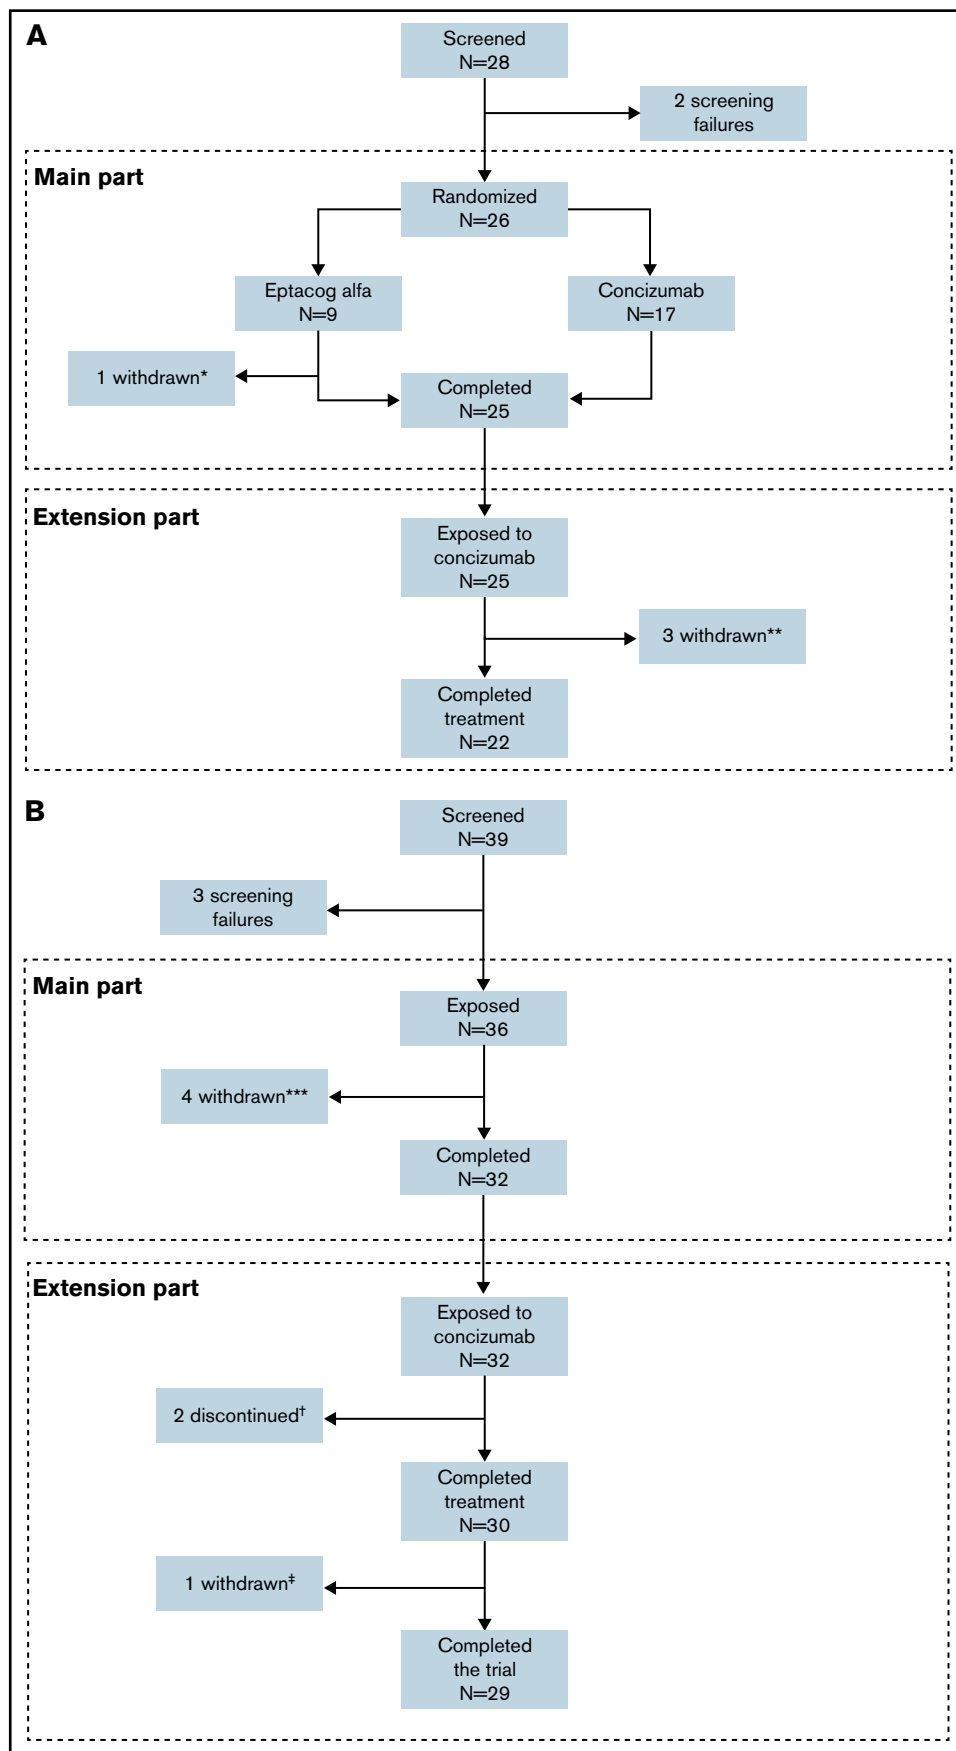 A
Screened
N=28
2 screening
failures
Main part
Randomized
N=26
Eptacog alfa
N=9
Concizumab
N=17
1 withdrawn*
Completed
N=25
Extension part
Exposed to
concizumab
N=25
3 withdrawn**
Completed
treatment
N=22
B
Screened
N=39
3 screening
failures
Main part
Exposed
N=36
4 withdrawn***
Completed
N=32
Extension part
Exposed to
concizumab
N=32
2 discontinued†
Completed
treatment
N=30
1 withdrawn‡
Completed
the trial
N=29